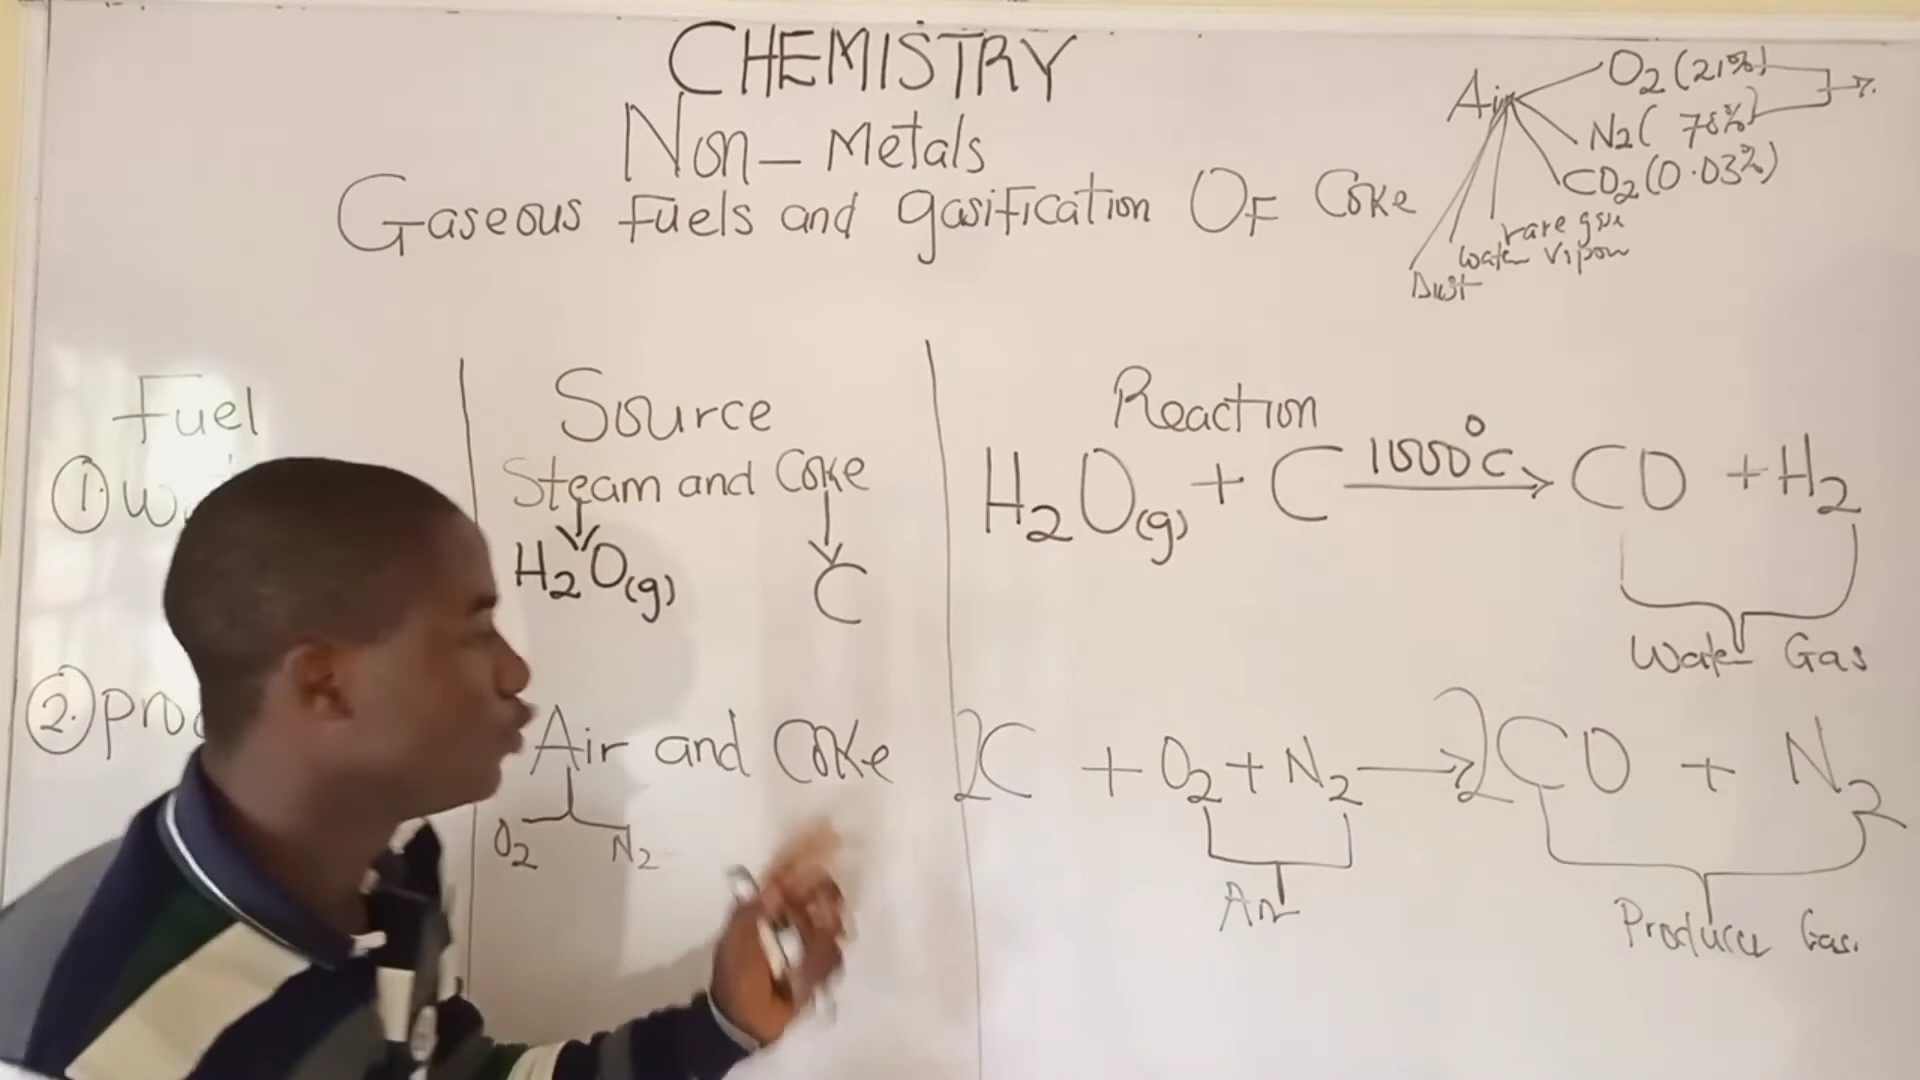 CHEMISTRY
Non-Metals
Gaseous Fuels and gasification Of Coke
Air
O2 (21%)
N2 (78%)
CO2 (0.03%)
rare gas
Dust
Fuel
Source
Reaction
1.
Steam and Coke
H2O(g)
C
H2O(g) + C 1000°C → CO + H2
Water Gas
2.
Air and Coke
O2 N2
2C + O2 + N2 → 2CO + N2
Air
Producer Gas.